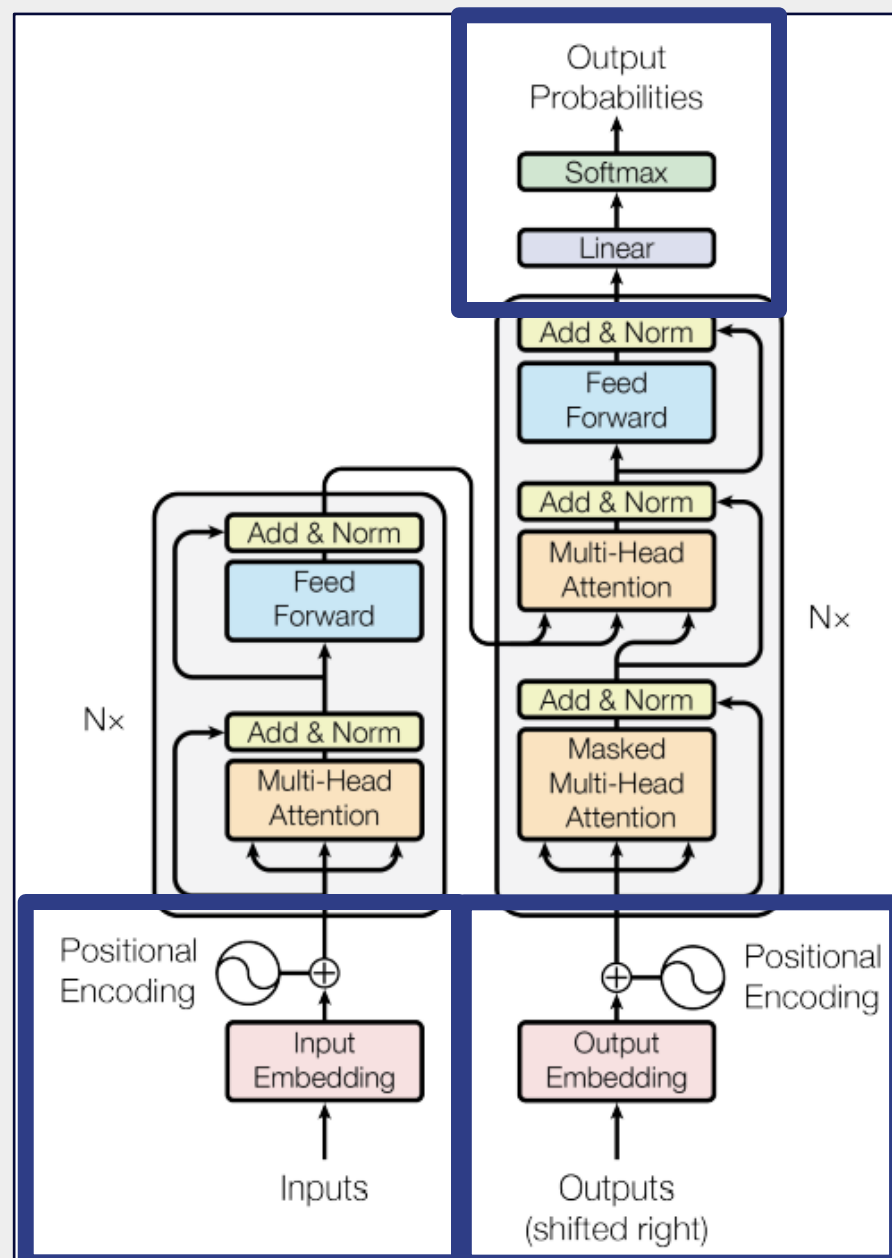 Output
Probabilities
Softmax
Linear
Add & Norm
Feed
Forward
Add & Norm
Multi-Head
Attention
Add & Norm
Masked
Multi-Head
Attention
N×
Add & Norm
Feed
Forward
Add & Norm
Multi-Head
Attention
N×
Positional
Encoding
Input
Embedding
Inputs
Positional
Encoding
Output
Embedding
Outputs
(shifted right)